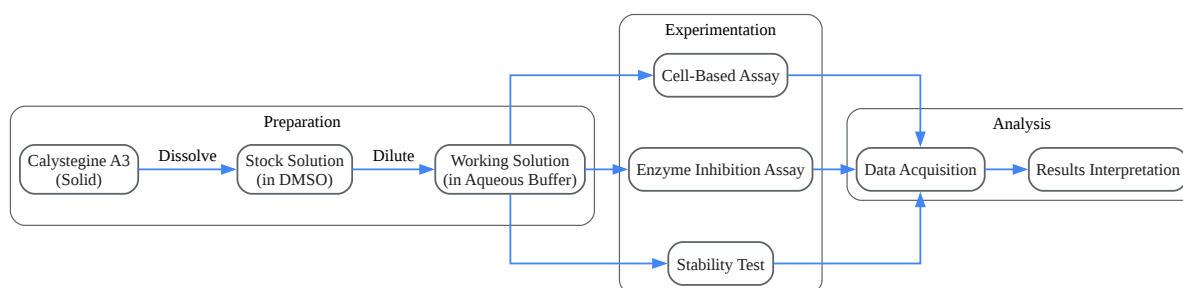 Experimentation
Cell-Based Assay
Preparation
Analysis
Calystegine A3
(Solid)
Dissolve
Stock Solution
(in DMSO)
Dilute
Working Solution
(in Aqueous Buffer)
Enzyme Inhibition Assay
Data Acquisition
Results Interpretation
Stability Test